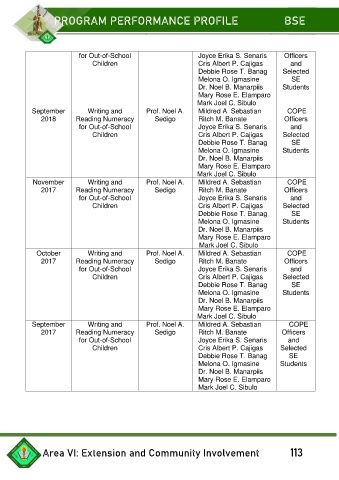 PROGRAM PERFORMANCE PROFILE BSE
for Out-of-School Joyce Erika S. Senaris Officers
Children Cris Albert P. Cajigas and
Debbie Rose T. Banag Selected
Melona O. Igmasine SE
Dr. Noel B. Manarpiis Students
Mary Rose E. Elamparo
Mark Joel C. Sibulo
September Writing and Prof. Noel A. Mildred A. Sebastian COPE
2018 Reading Numeracy Sedigo Ritch M. Banate Officers
for Out-of-School Joyce Erika S. Senaris and
Children Cris Albert P. Cajigas Selected
Debbie Rose T. Banag SE
Melona O. Igmasine Students
Dr. Noel B. Manarpiis
Mary Rose E. Elamparo
Mark Joel C. Sibulo
November Writing and Prof. Noel A. Mildred A. Sebastian COPE
2017 Reading Numeracy Sedigo Ritch M. Banate Officers
for Out-of-School Joyce Erika S. Senaris and
Children Cris Albert P. Cajigas Selected
Debbie Rose T. Banag SE
Melona O. Igmasine Students
Dr. Noel B. Manarpiis
Mary Rose E. Elamparo
Mark Joel C. Sibulo
October Writing and Prof. Noel A. Mildred A. Sebastian COPE
2017 Reading Numeracy Sedigo Ritch M. Banate Officers
for Out-of-School Joyce Erika S. Senaris and
Children Cris Albert P. Cajigas Selected
Debbie Rose T. Banag SE
Melona O. Igmasine Students
Dr. Noel B. Manarpiis
Mary Rose E. Elamparo
Mark Joel C. Sibulo
September Writing and Prof. Noel A. Mildred A. Sebastian COPE
2017 Reading Numeracy Sedigo Ritch M. Banate Officers
for Out-of-School Joyce Erika S. Senaris and
Children Cris Albert P. Cajigas Selected
Debbie Rose T. Banag SE
Melona O. Igmasine Students
Dr. Noel B. Manarpiis
Mary Rose E. Elamparo
Mark Joel C. Sibulo
Area VI: Extension and Community Involvement 113